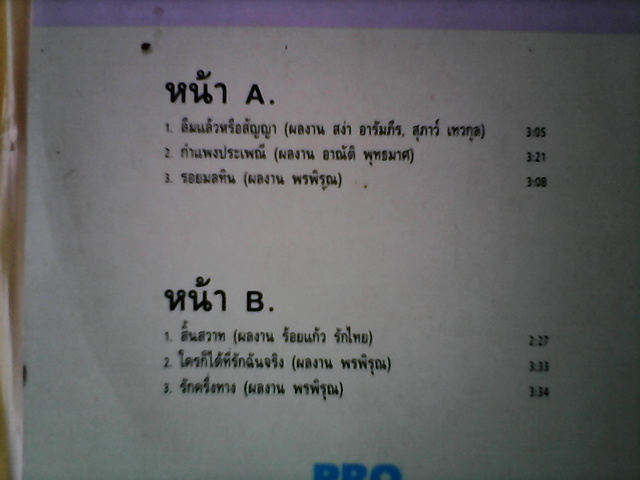 หน้า A.
1. ลืมแล้วหรือสัญญา (ผลงาน สง่า อารัมภีร, สุภาว์ เทวกุล) 3:05
2. กำแพงประเพณี (ผลงาน อาณัติ พุทธมาศ) 3:21
3. รอยมลทิน (ผลงาน พรพิรุณ) 3:08
หน้า B.
1. สิ้นสวาท (ผลงาน ร้อยแก้ว รักไทย) 2:27
2. ใครก็ได้ที่รักฉันจริง (ผลงาน พรพิรุณ) 3:33
3. รักครึ่งทาง (ผลงาน พรพิรุณ) 3:34
PRO